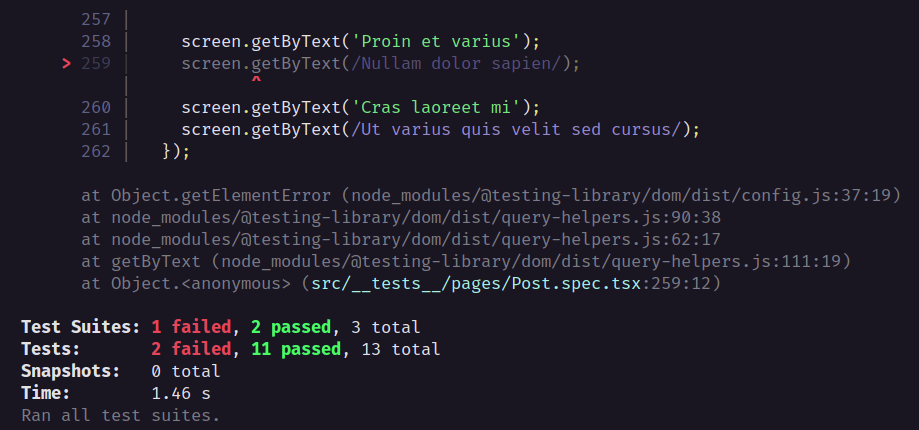 257 |
258 |     screen.getByText('Proin et varius');
> 259 |     screen.getByText(/Nullam dolor sapien/);
|            ^
260 |     screen.getByText('Cras laoreet mi');
261 |     screen.getByText(/Ut varius quis velit sed cursus/);
262 |   });
at Object.getElementError (node_modules/@testing-library/dom/dist/config.js:37:19)
at node_modules/@testing-library/dom/dist/query-helpers.js:90:38
at node_modules/@testing-library/dom/dist/query-helpers.js:62:17
at getByText (node_modules/@testing-library/dom/dist/query-helpers.js:111:19)
at Object.<anonymous> (src/__tests__/pages/Post.spec.tsx:259:12)
Test Suites: 1 failed, 2 passed, 3 total
Tests:       2 failed, 11 passed, 13 total
Snapshots:   0 total
Time:        1.46 s
Ran all test suites.